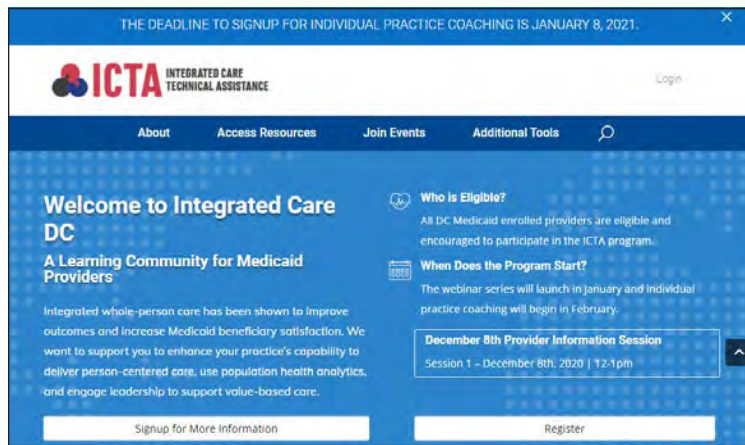 THE DEADLINE TO SIGNUP FOR INDIVIDUAL PRACTICE COACHING IS JANUARY 8, 2021.
ICTA INTEGRATED CARE
TECHNICAL ASSISTANCE
Login
About Access Resources Join Events Additional Tools
Welcome to Integrated Care
DC
A Learning Community for Medicaid
Providers
Integrated whole-person care has been shown to improve
outcomes and increase Medicaid beneficiary satisfaction. We
want to support you to enhance your practice's capability to
deliver person-centered care, use population health analytics,
and engage leadership to support value-based care.
Signup for More Information
Who is Eligible?
All DC Medicaid enrolled providers are eligible and
encouraged to participate in the ICTA program.
When Does the Program Start?
The webinar series will launch in January and individual
practice coaching will begin in February.
December 8th Provider Information Session
Session 1 – December 8th, 2020 | 12-1pm
Register